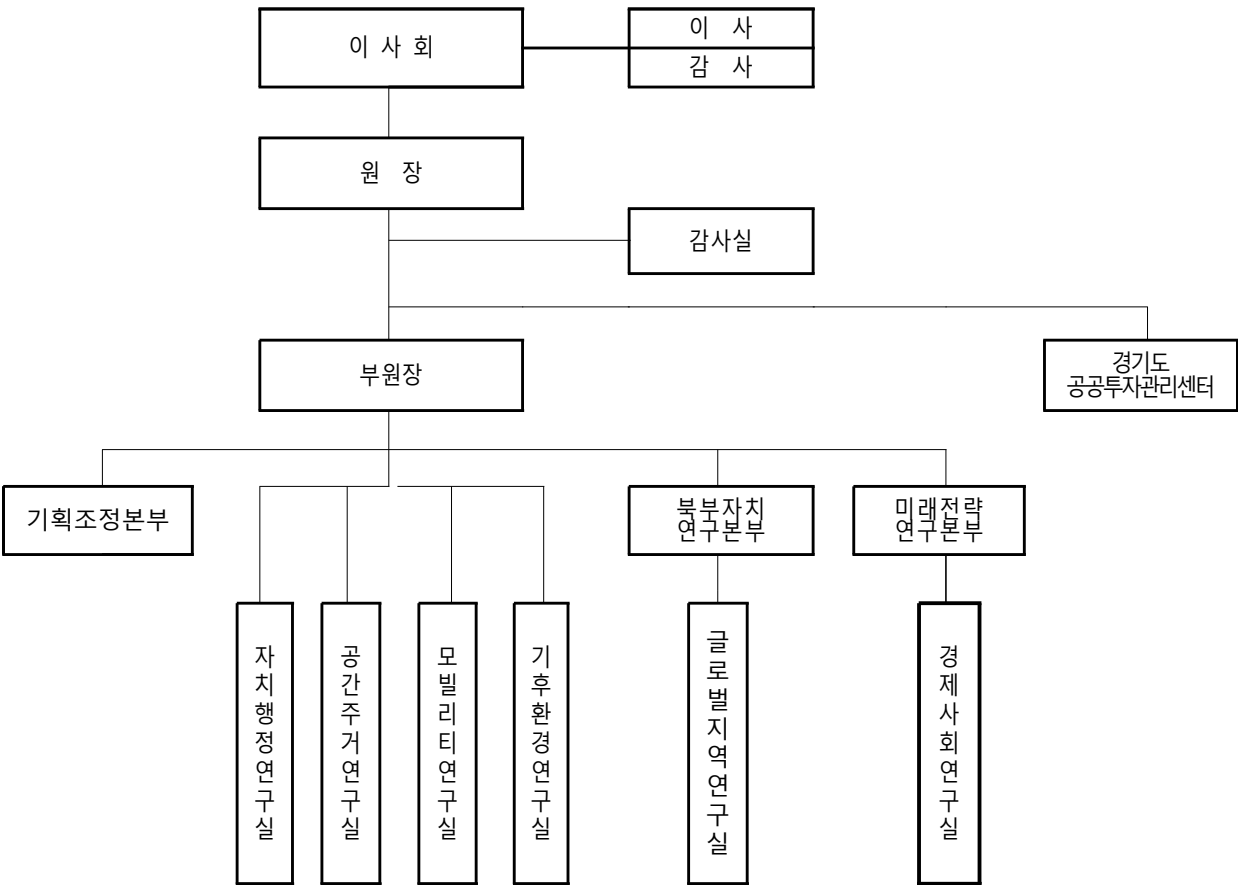 이 사 회
이 사
감 사
원 장
감사실
부원장
경기도
공공투자관리센터
기획조정본부
북부자치
연구본부
미래전략
연구본부
자치행정연구실
공간주거연구실
모빌리티연구실
기후환경연구실
글로벌지역연구실
경제사회연구실